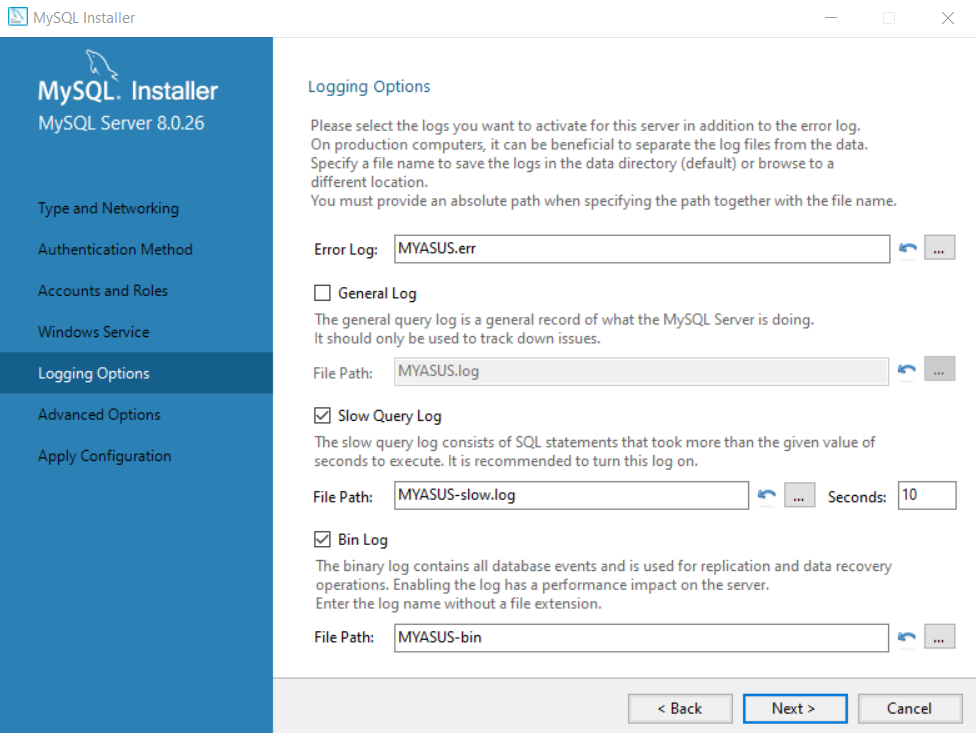 MySQL Installer
MySQL. Installer
MySQL Server 8.0.26
Type and Networking
Authentication Method
Accounts and Roles
Windows Service
Logging Options
Advanced Options
Apply Configuration
Logging Options
Please select the logs you want to activate for this server in addition to the error log.
On production computers, it can be beneficial to separate the log files from the data.
Specify a file name to save the logs in the data directory (default) or browse to a
different location.
You must provide an absolute path when specifying the path together with the file name.
Error Log: MYASUS.err ...
General Log
The general query log is a general record of what the MySQL Server is doing.
It should only be used to track down issues.
File Path: MYASUS.log ...
Slow Query Log
The slow query log consists of SQL statements that took more than the given value of
seconds to execute. It is recommended to turn this log on.
File Path: MYASUS-slow.log ... Seconds: 10
Bin Log
The binary log contains all database events and is used for replication and data recovery
operations. Enabling the log has a performance impact on the server.
Enter the log name without a file extension.
File Path: MYASUS-bin ...
< Back Next > Cancel